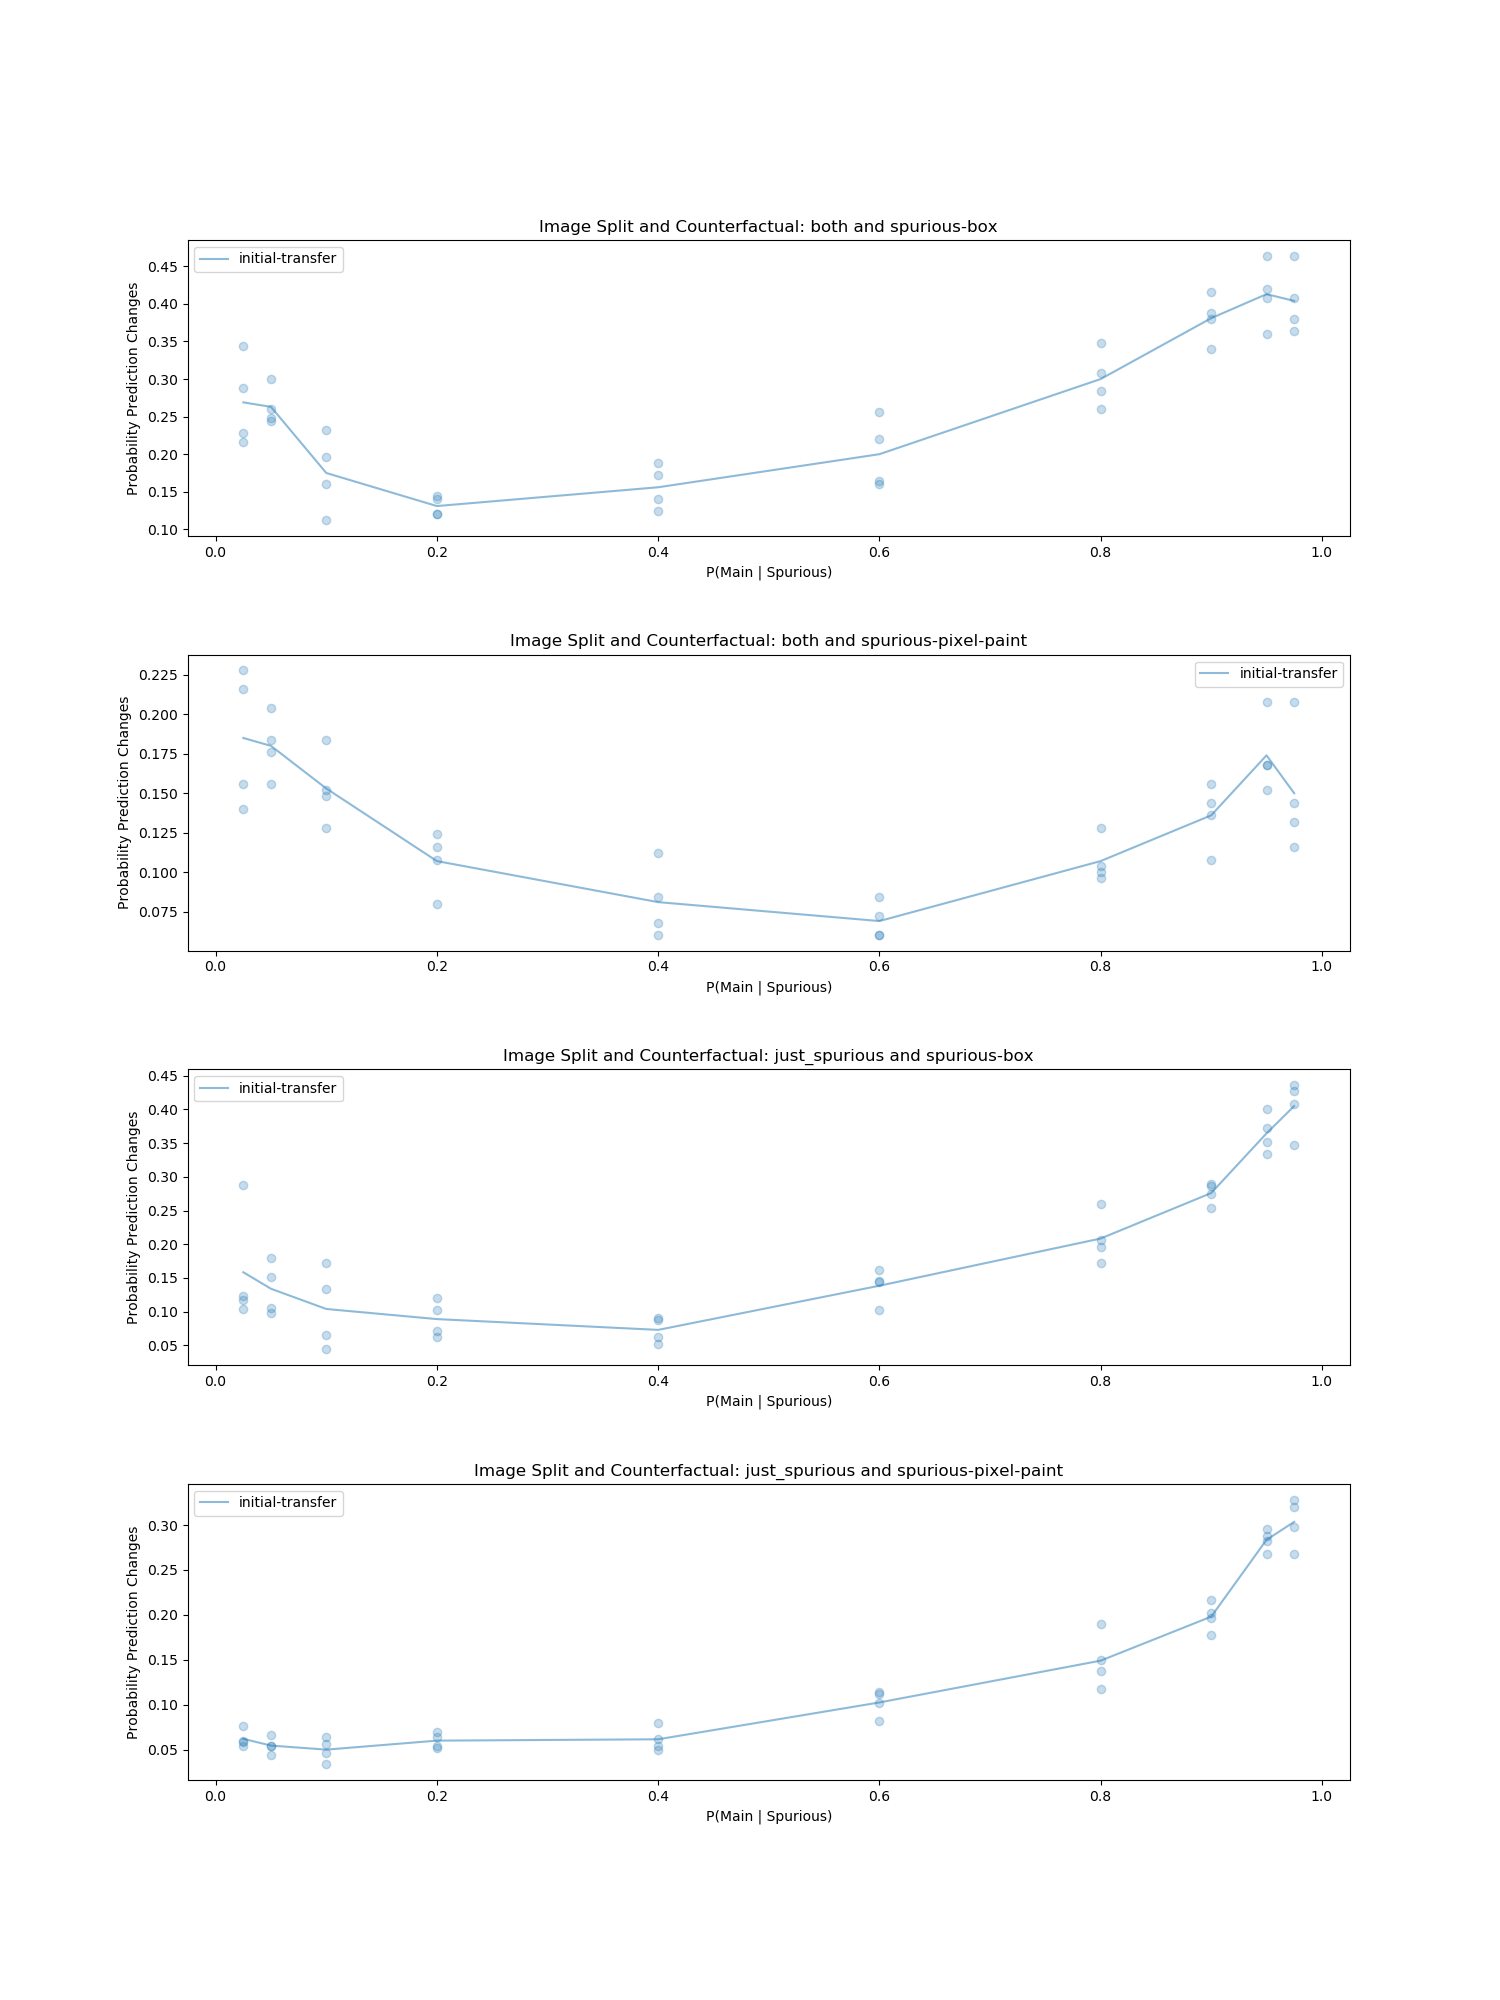 Image Split and Counterfactual: both and spurious-box
initial-transfer
Probability Prediction Changes
0.45
0.40
0.35
0.30
0.25
0.20
0.15
0.10
0.0 0.2 0.4 0.6 0.8 1.0
P(Main | Spurious)
Image Split and Counterfactual: both and spurious-pixel-paint
initial-transfer
Probability Prediction Changes
0.225
0.200
0.175
0.150
0.125
0.100
0.075
0.0 0.2 0.4 0.6 0.8 1.0
P(Main | Spurious)
Image Split and Counterfactual: just_spurious and spurious-box
initial-transfer
Probability Prediction Changes
0.45
0.40
0.35
0.30
0.25
0.20
0.15
0.10
0.05
0.0 0.2 0.4 0.6 0.8 1.0
P(Main | Spurious)
Image Split and Counterfactual: just_spurious and spurious-pixel-paint
initial-transfer
Probability Prediction Changes
0.30
0.25
0.20
0.15
0.10
0.05
0.0 0.2 0.4 0.6 0.8 1.0
P(Main | Spurious)